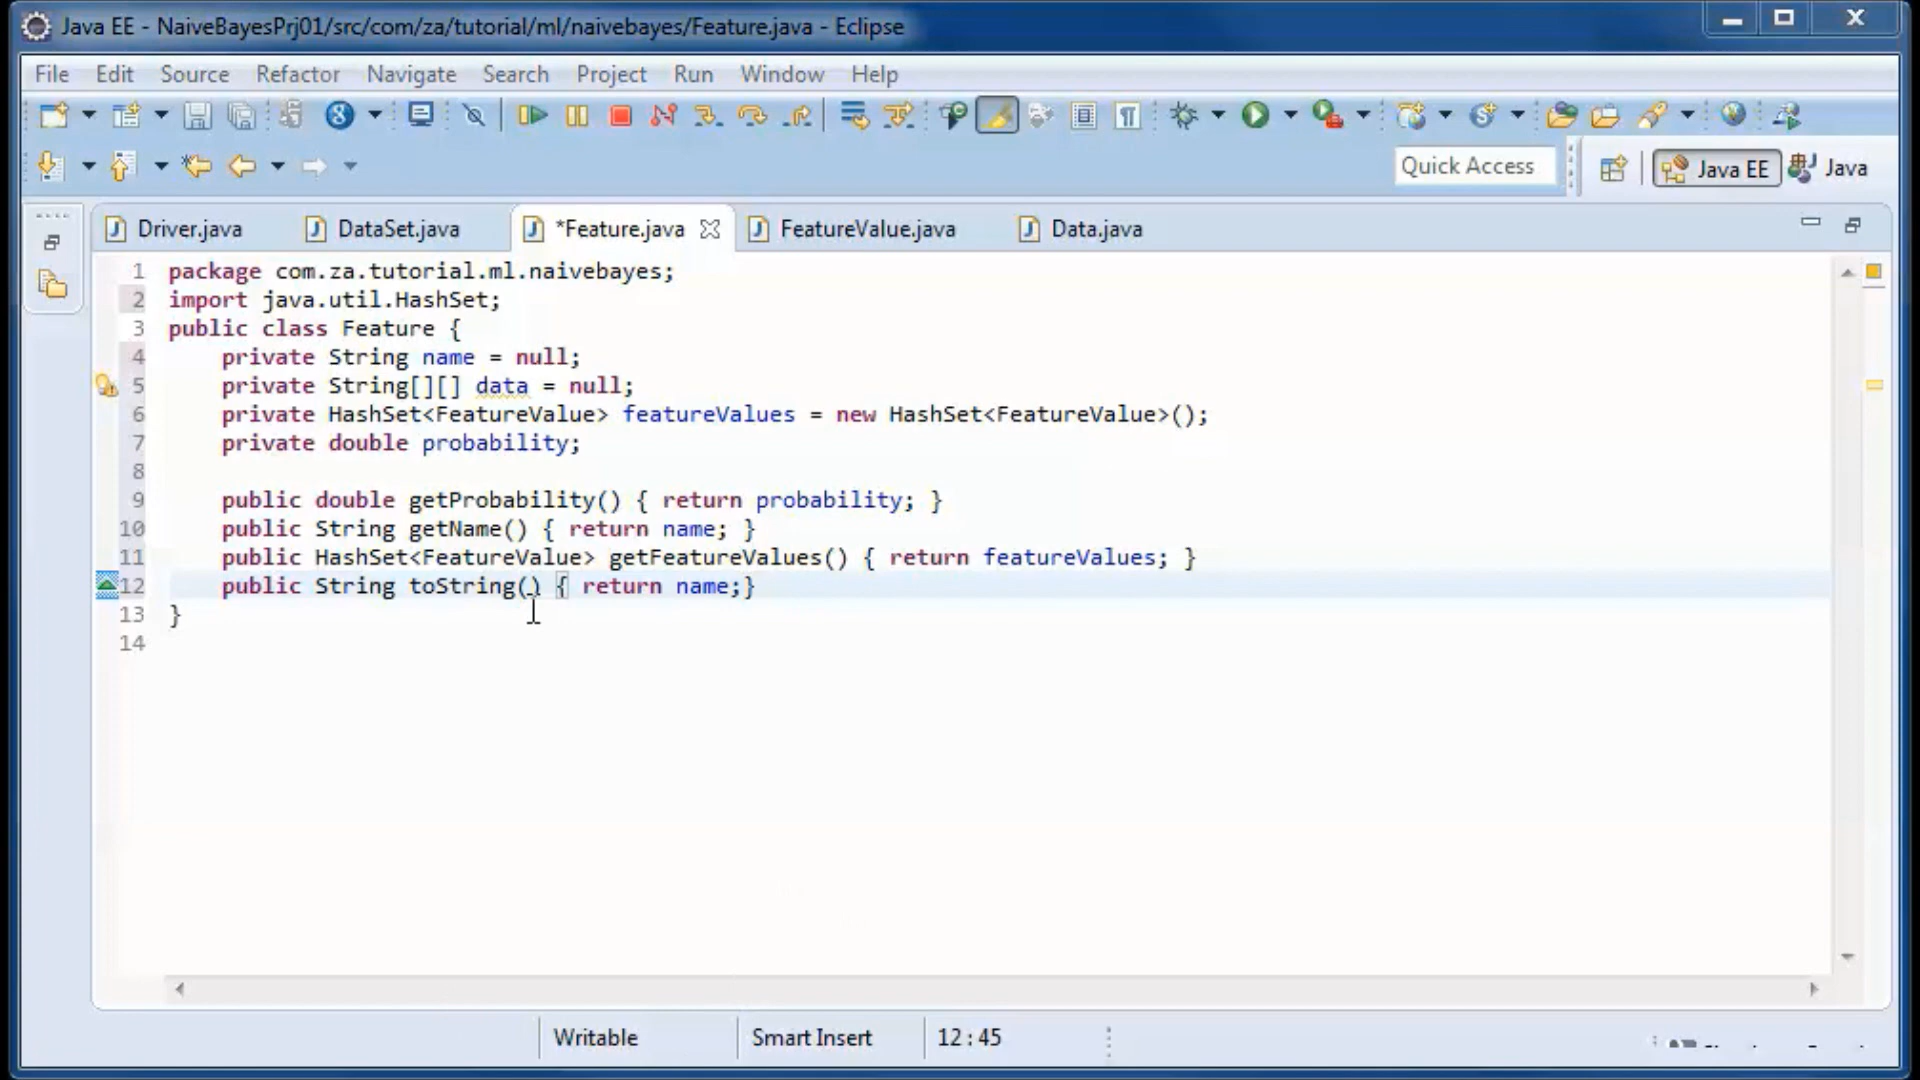 Java EE - NaiveBayesPrj01/src/com/za/tutorial/ml/naivebayes/Feature.java - Eclipse
File Edit Source Refactor Navigate Search Project Run Window Help
Quick Access Java EE Java
Driver.java DataSet.java *Feature.java FeatureValue.java Data.java
1 package com.za.tutorial.ml.naivebayes;
2 import java.util.HashSet;
3 public class Feature {
4 private String name = null;
5 private String[][] data = null;
6 private HashSet<FeatureValue> featureValues = new HashSet<FeatureValue>();
7 private double probability;
8
9 public double getProbability() { return probability; }
10 public String getName() { return name; }
11 public HashSet<FeatureValue> getFeatureValues() { return featureValues; }
12 public String toString() { return name;}
13 }
14
Writable Smart Insert 12 : 45